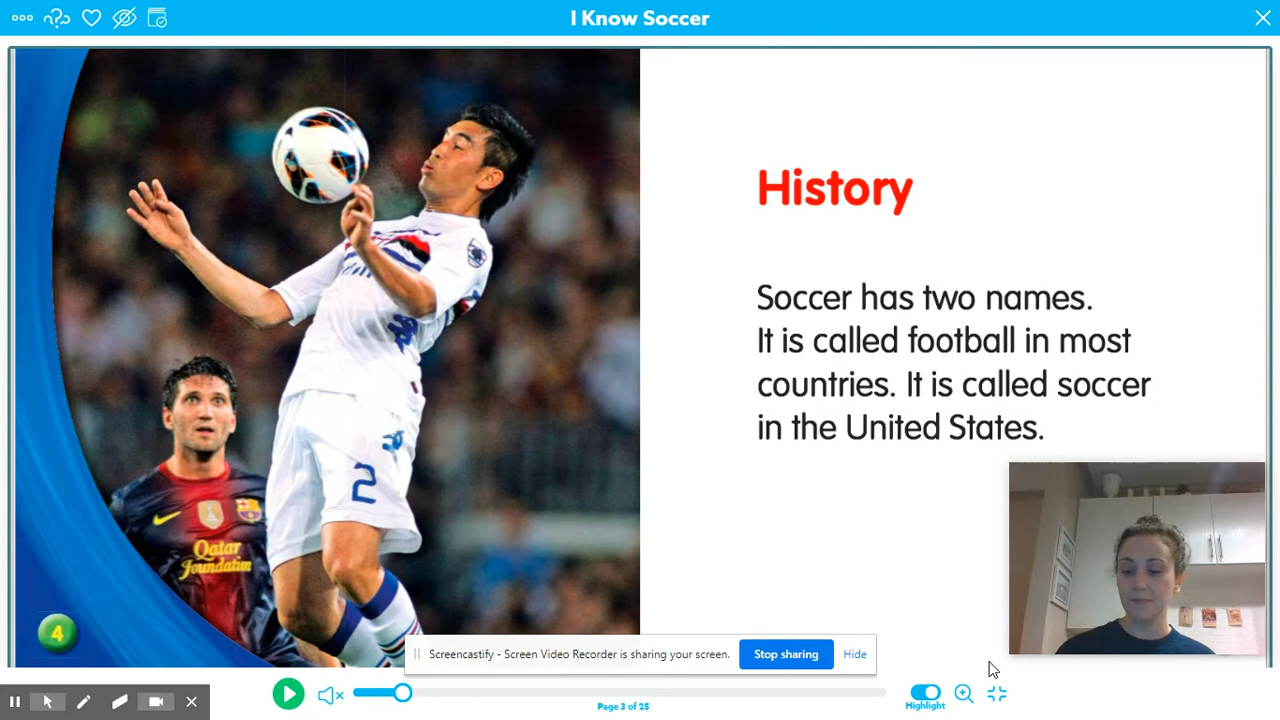 I Know Soccer
History
Soccer has two names.
It is called football in most
countries. It is called soccer
in the United States.
2
Qatar
Foundation
4
Screencastify - Screen Video Recorder is sharing your screen.
Stop sharing
Hide
Highlight
Page 3 of 25